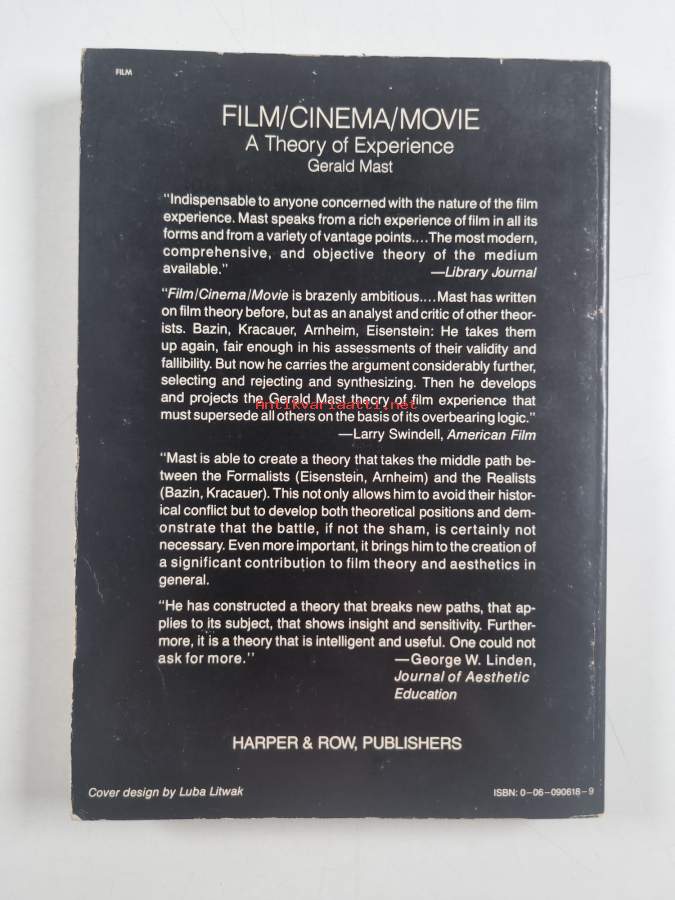 FILM
FILM/CINEMA/MOVIE
A Theory of Experience
Gerald Mast
"Indispensable to anyone concerned with the nature of the film
experience. Mast speaks from a rich experience of film in all its
forms and from a variety of vantage points....The most modern,
comprehensive, and objective theory of the medium
available." —Library Journal
"Film/Cinema/Movie is brazenly ambitious....Mast has written
on film theory before, but as an analyst and critic of other theor-
ists. Bazin, Kracauer, Arnheim, Eisenstein: He takes them
up again, fair enough in his assessments of their validity and
fallibility. But now he carries the argument considerably further,
selecting and rejecting and synthesizing. Then he develops
and projects the Gerald Mast theory of film experience that
antikvariaatti.net
must supersede all others on the basis of its overbearing logic."
—Larry Swindell, American Film
"Mast is able to create a theory that takes the middle path be-
tween the Formalists (Eisenstein, Arnheim) and the Realists
(Bazin, Kracauer). This not only allows him to avoid their histor-
ical conflict but to develop both theoretical positions and dem-
onstrate that the battle, if not the sham, is certainly not
necessary. Even more important, it brings him to the creation of
a significant contribution to film theory and aesthetics in
general.
"He has constructed a theory that breaks new paths, that ap-
plies to its subject, that shows insight and sensitivity. Further-
more, it is a theory that is intelligent and useful. One could not
ask for more." —George W. Linden,
Journal of Aesthetic
Education
HARPER & ROW, PUBLISHERS
Cover design by Luba Litwak
ISBN: 0-06-090618-9